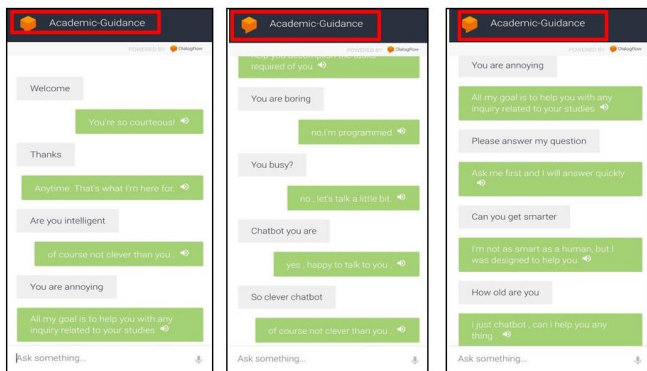 Academic-Guidance
POWERED BY Dialogflow
Welcome
You're so courteous!
Thanks
Anytime. That's what I'm here for.
Are you intelligent
of course not clever than you
You are annoying
All my goal is to help you with any
inquiry related to your studies
Ask something...
Academic-Guidance
POWERED BY Dialogflow
required of you
You are boring
no,I'm programmed
You busy?
no , let's talk a little bit.
Chatbot you are
yes , happy to talk to you .
So clever chatbot
of course not clever than you .
Ask something...
Academic-Guidance
POWERED BY Dialogflow
You are annoying
All my goal is to help you with any
inquiry related to your studies
Please answer my question
Ask me first and I will answer quickly
Can you get smarter
I'm not as smart as a human, but I
was designed to help you
How old are you
i just chatbot , can i help you any
thing
Ask something...